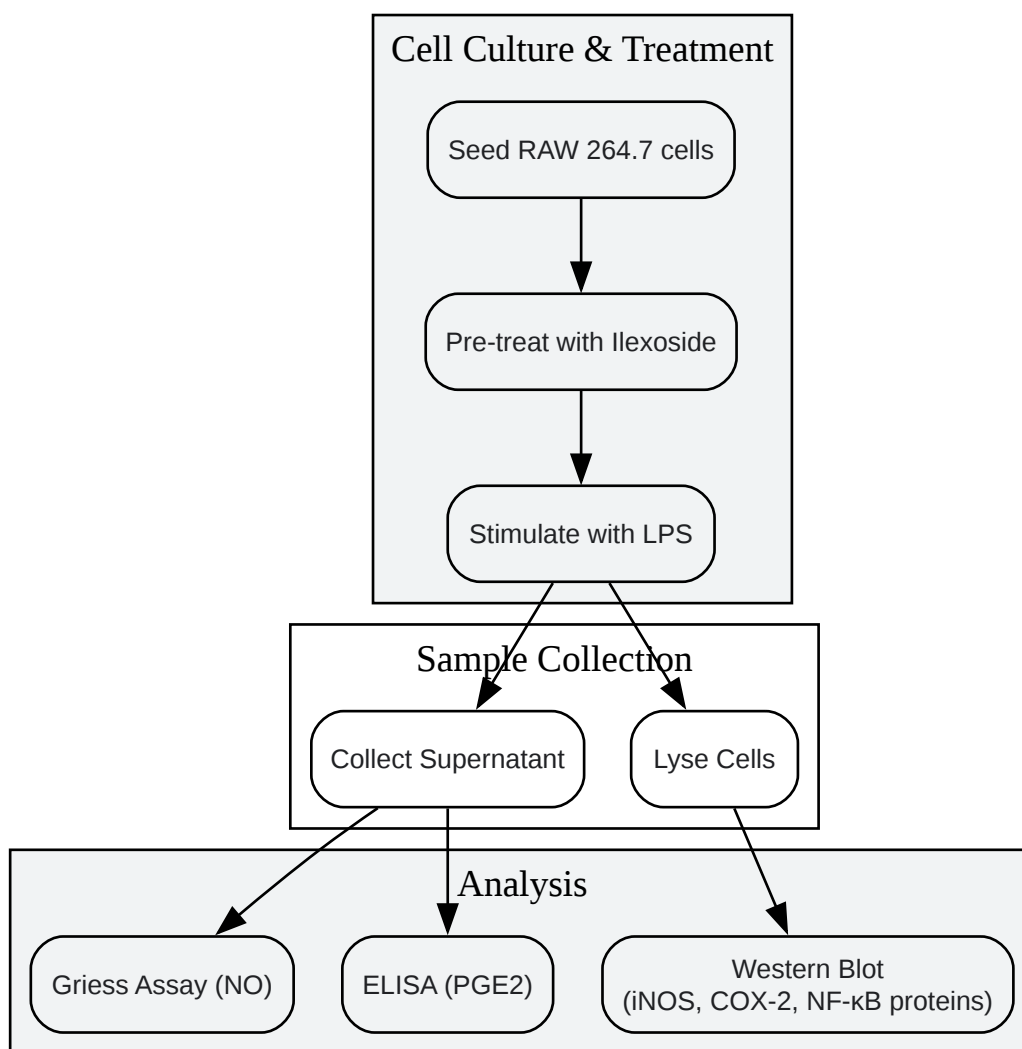 Cell Culture & Treatment
Seed RAW 264.7 cells
Pre-treat with Ilexoside
Stimulate with LPS
Sample Collection
Collect Supernatant
Lyse Cells
Analysis
Griess Assay (NO)
ELISA (PGE2)
Western Blot
(iNOS, COX-2, NF-κB proteins)